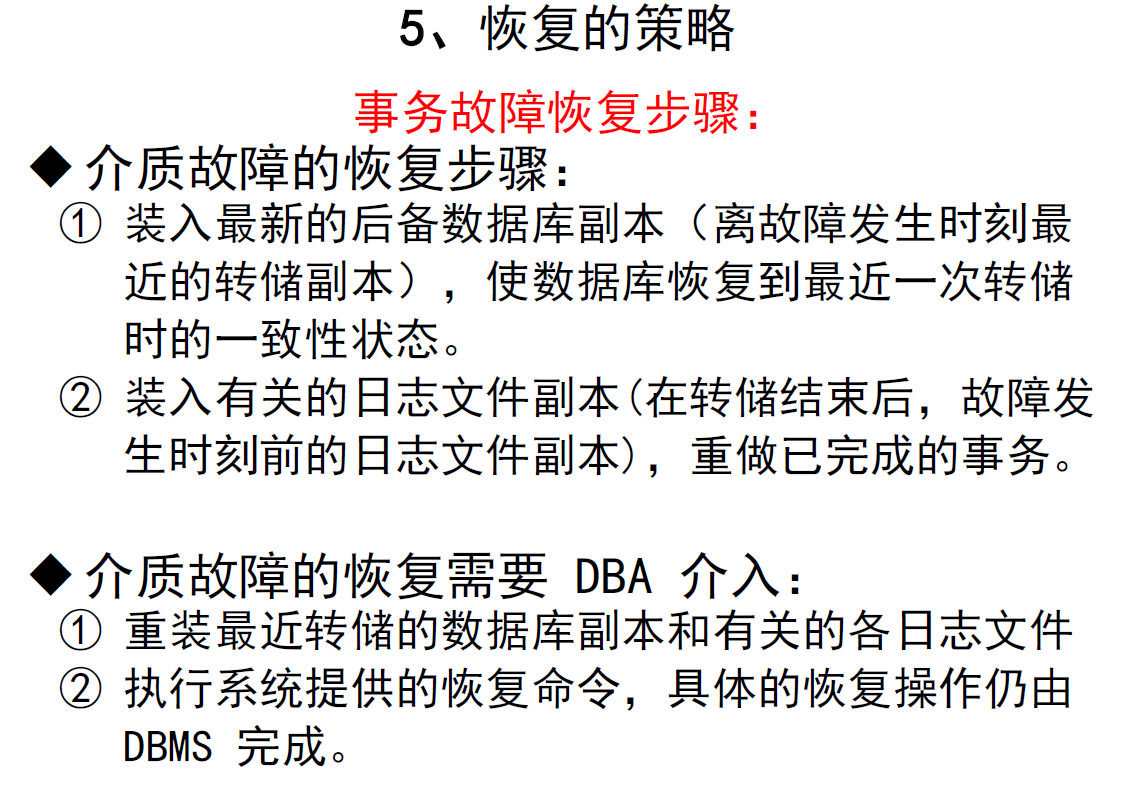 5、恢复的策略
事务故障恢复步骤：
◆ 介质故障的恢复步骤：
① 装入最新的后备数据库副本（离故障发生时刻最
近的转储副本），使数据库恢复到最近一次转储
时的一致性状态。
② 装入有关的日志文件副本(在转储结束后，故障发
生时刻前的日志文件副本)，重做已完成的事务。
◆ 介质故障的恢复需要 DBA 介入：
① 重装最近转储的数据库副本和有关的各日志文件
② 执行系统提供的恢复命令，具体的恢复操作仍由
DBMS 完成。